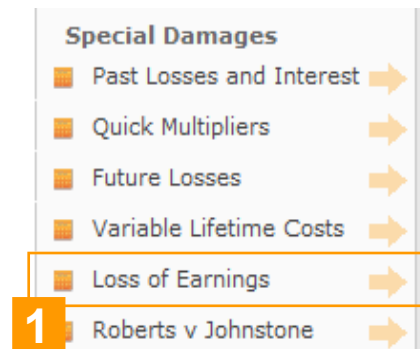 Special Damages
Past Losses and Interest
Quick Multipliers
Future Losses
Variable Lifetime Costs
Loss of Earnings
1
Roberts v Johnstone